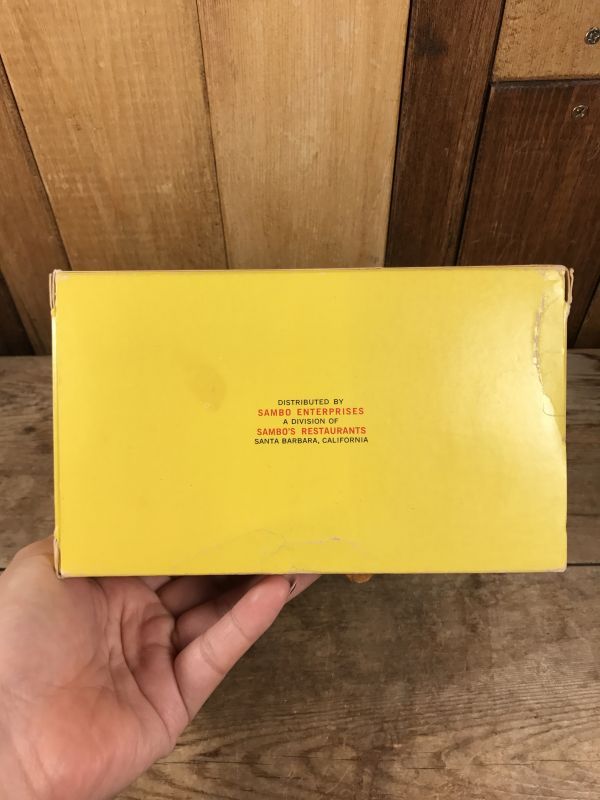 DISTRIBUTED BY
SAMBO ENTERPRISES
A DIVISION OF
SAMBO'S RESTAURANTS
SANTA BARBARA, CALIFORNIA